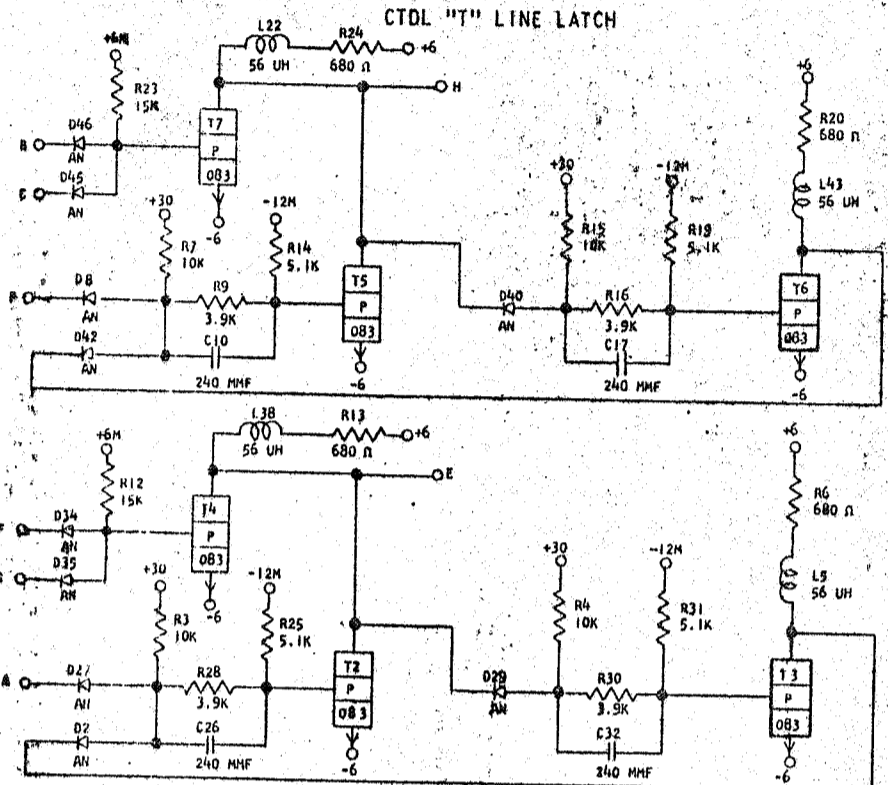 CTDL "T" LINE LATCH
L22
56 UH
R24
680 Ω
+6
H
R23
15K
T7
P
083
-6
D46
AN
D45
AN
+30
R7
10K
-12M
R14
5.1K
D8
AN
R9
3.9K
D42
AN
C10
240 MMF
T5
P
083
-6
+30
R15
10K
-12M
R19
5.1K
D40
AN
R16
3.9K
C17
240 MMF
+6
R20
680 Ω
L43
56 UH
T6
P
083
-6
L38
56 UH
R13
680 Ω
+6
E
+6M
R12
15K
T4
P
083
-6
D34
AN
D35
AN
+30
R3
10K
-12M
R25
5.1K
A
D27
AN
R28
3.9K
D2
AN
C26
240 MMF
T2
P
083
-6
+30
R4
10K
-12M
R31
5.1K
D29
AN
R30
3.9K
C32
240 MMF
+6
R6
680 Ω
L5
56 UH
T3
P
083
-6